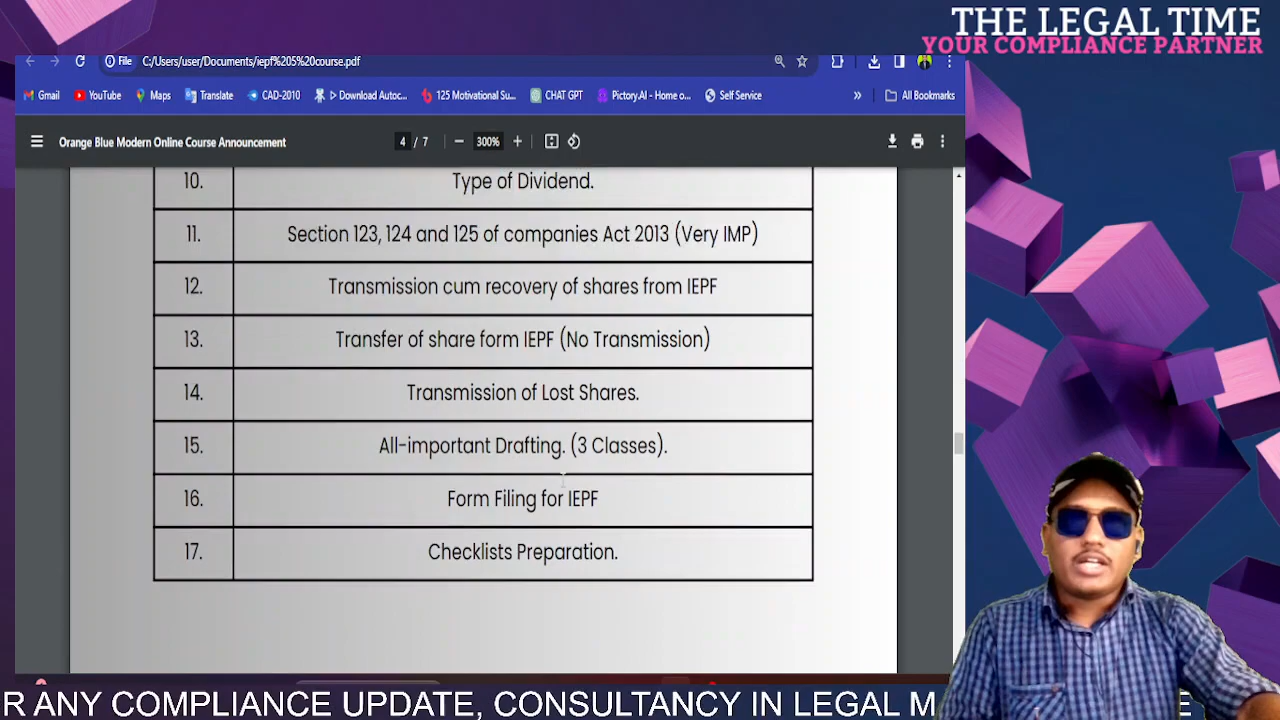 THE LEGAL TIME
YOUR COMPLIANCE PARTNER
File C:/Users/user/Documents/iepf%205%20course.pdf
Gmail YouTube Maps Translate CAD-2010 Download Autoc... 125 Motivational Su... CHAT GPT Pictory.AI - Home o... Self Service » All Bookmarks
Orange Blue Modern Online Course Announcement 4 / 7 − 300% +
10. Type of Dividend.
11. Section 123, 124 and 125 of companies Act 2013 (Very IMP)
12. Transmission cum recovery of shares from IEPF
13. Transfer of share form IEPF (No Transmission)
14. Transmission of Lost Shares.
15. All-important Drafting. (3 Classes).
16. Form Filing for IEPF
17. Checklists Preparation.
R ANY COMPLIANCE UPDATE, CONSULTANCY IN LEGAL M